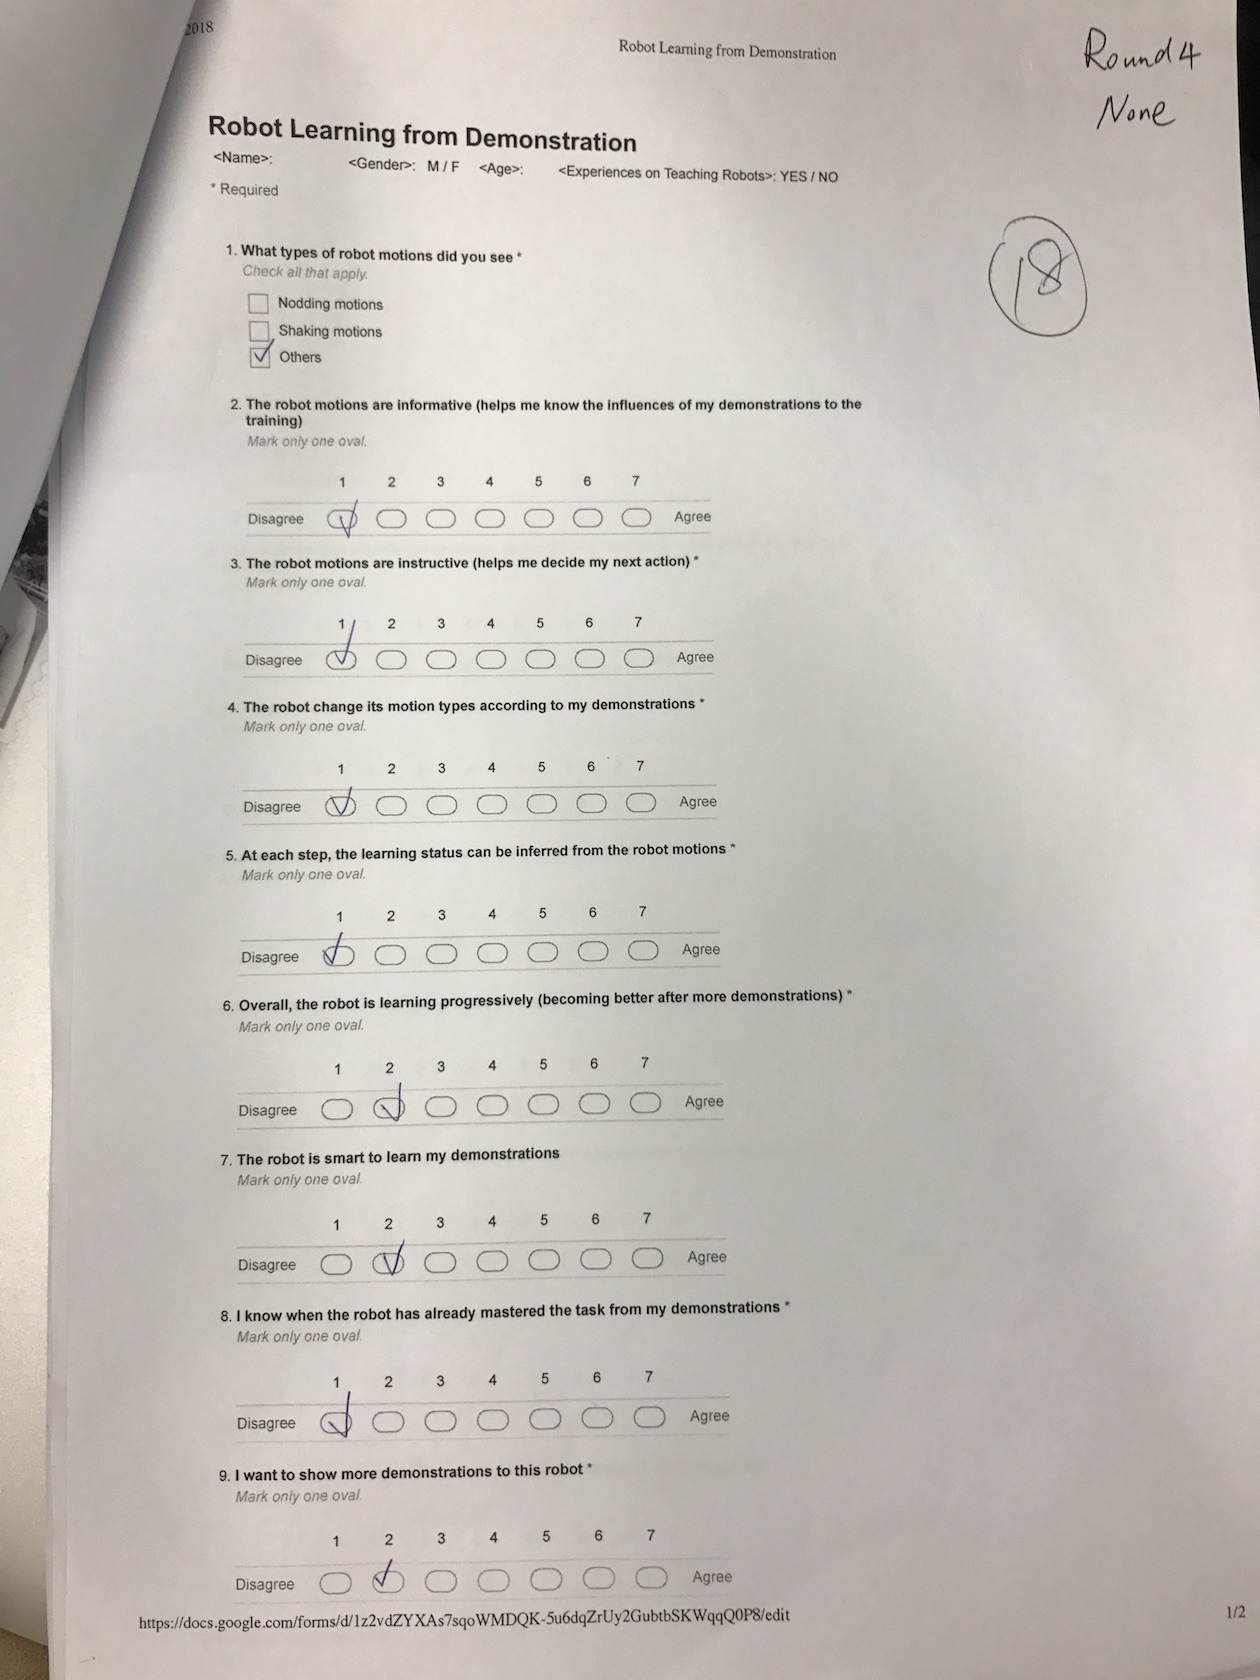 2018
Robot Learning from Demonstration
Round 4
None
Robot Learning from Demonstration
<Name>: <Gender>: M / F <Age>: <Experiences on Teaching Robots>: YES / NO
* Required
18
1. What types of robot motions did you see *
Check all that apply.
Nodding motions
Shaking motions
Others
2. The robot motions are informative (helps me know the influences of my demonstrations to the
training)
Mark only one oval.
1 2 3 4 5 6 7
Disagree Agree
3. The robot motions are instructive (helps me decide my next action) *
Mark only one oval.
1 2 3 4 5 6 7
Disagree Agree
4. The robot change its motion types according to my demonstrations *
Mark only one oval.
1 2 3 4 5 6 7
Disagree Agree
5. At each step, the learning status can be inferred from the robot motions *
Mark only one oval.
1 2 3 4 5 6 7
Disagree Agree
6. Overall, the robot is learning progressively (becoming better after more demonstrations) *
Mark only one oval.
1 2 3 4 5 6 7
Disagree Agree
7. The robot is smart to learn my demonstrations
Mark only one oval.
1 2 3 4 5 6 7
Disagree Agree
8. I know when the robot has already mastered the task from my demonstrations *
Mark only one oval.
1 2 3 4 5 6 7
Disagree Agree
9. I want to show more demonstrations to this robot *
Mark only one oval.
1 2 3 4 5 6 7
Disagree Agree
https://docs.google.com/forms/d/1z2vdZYXAs7sqoWMDQK-5u6dqZrUy2GubtbSKWqqQ0P8/edit
1/2